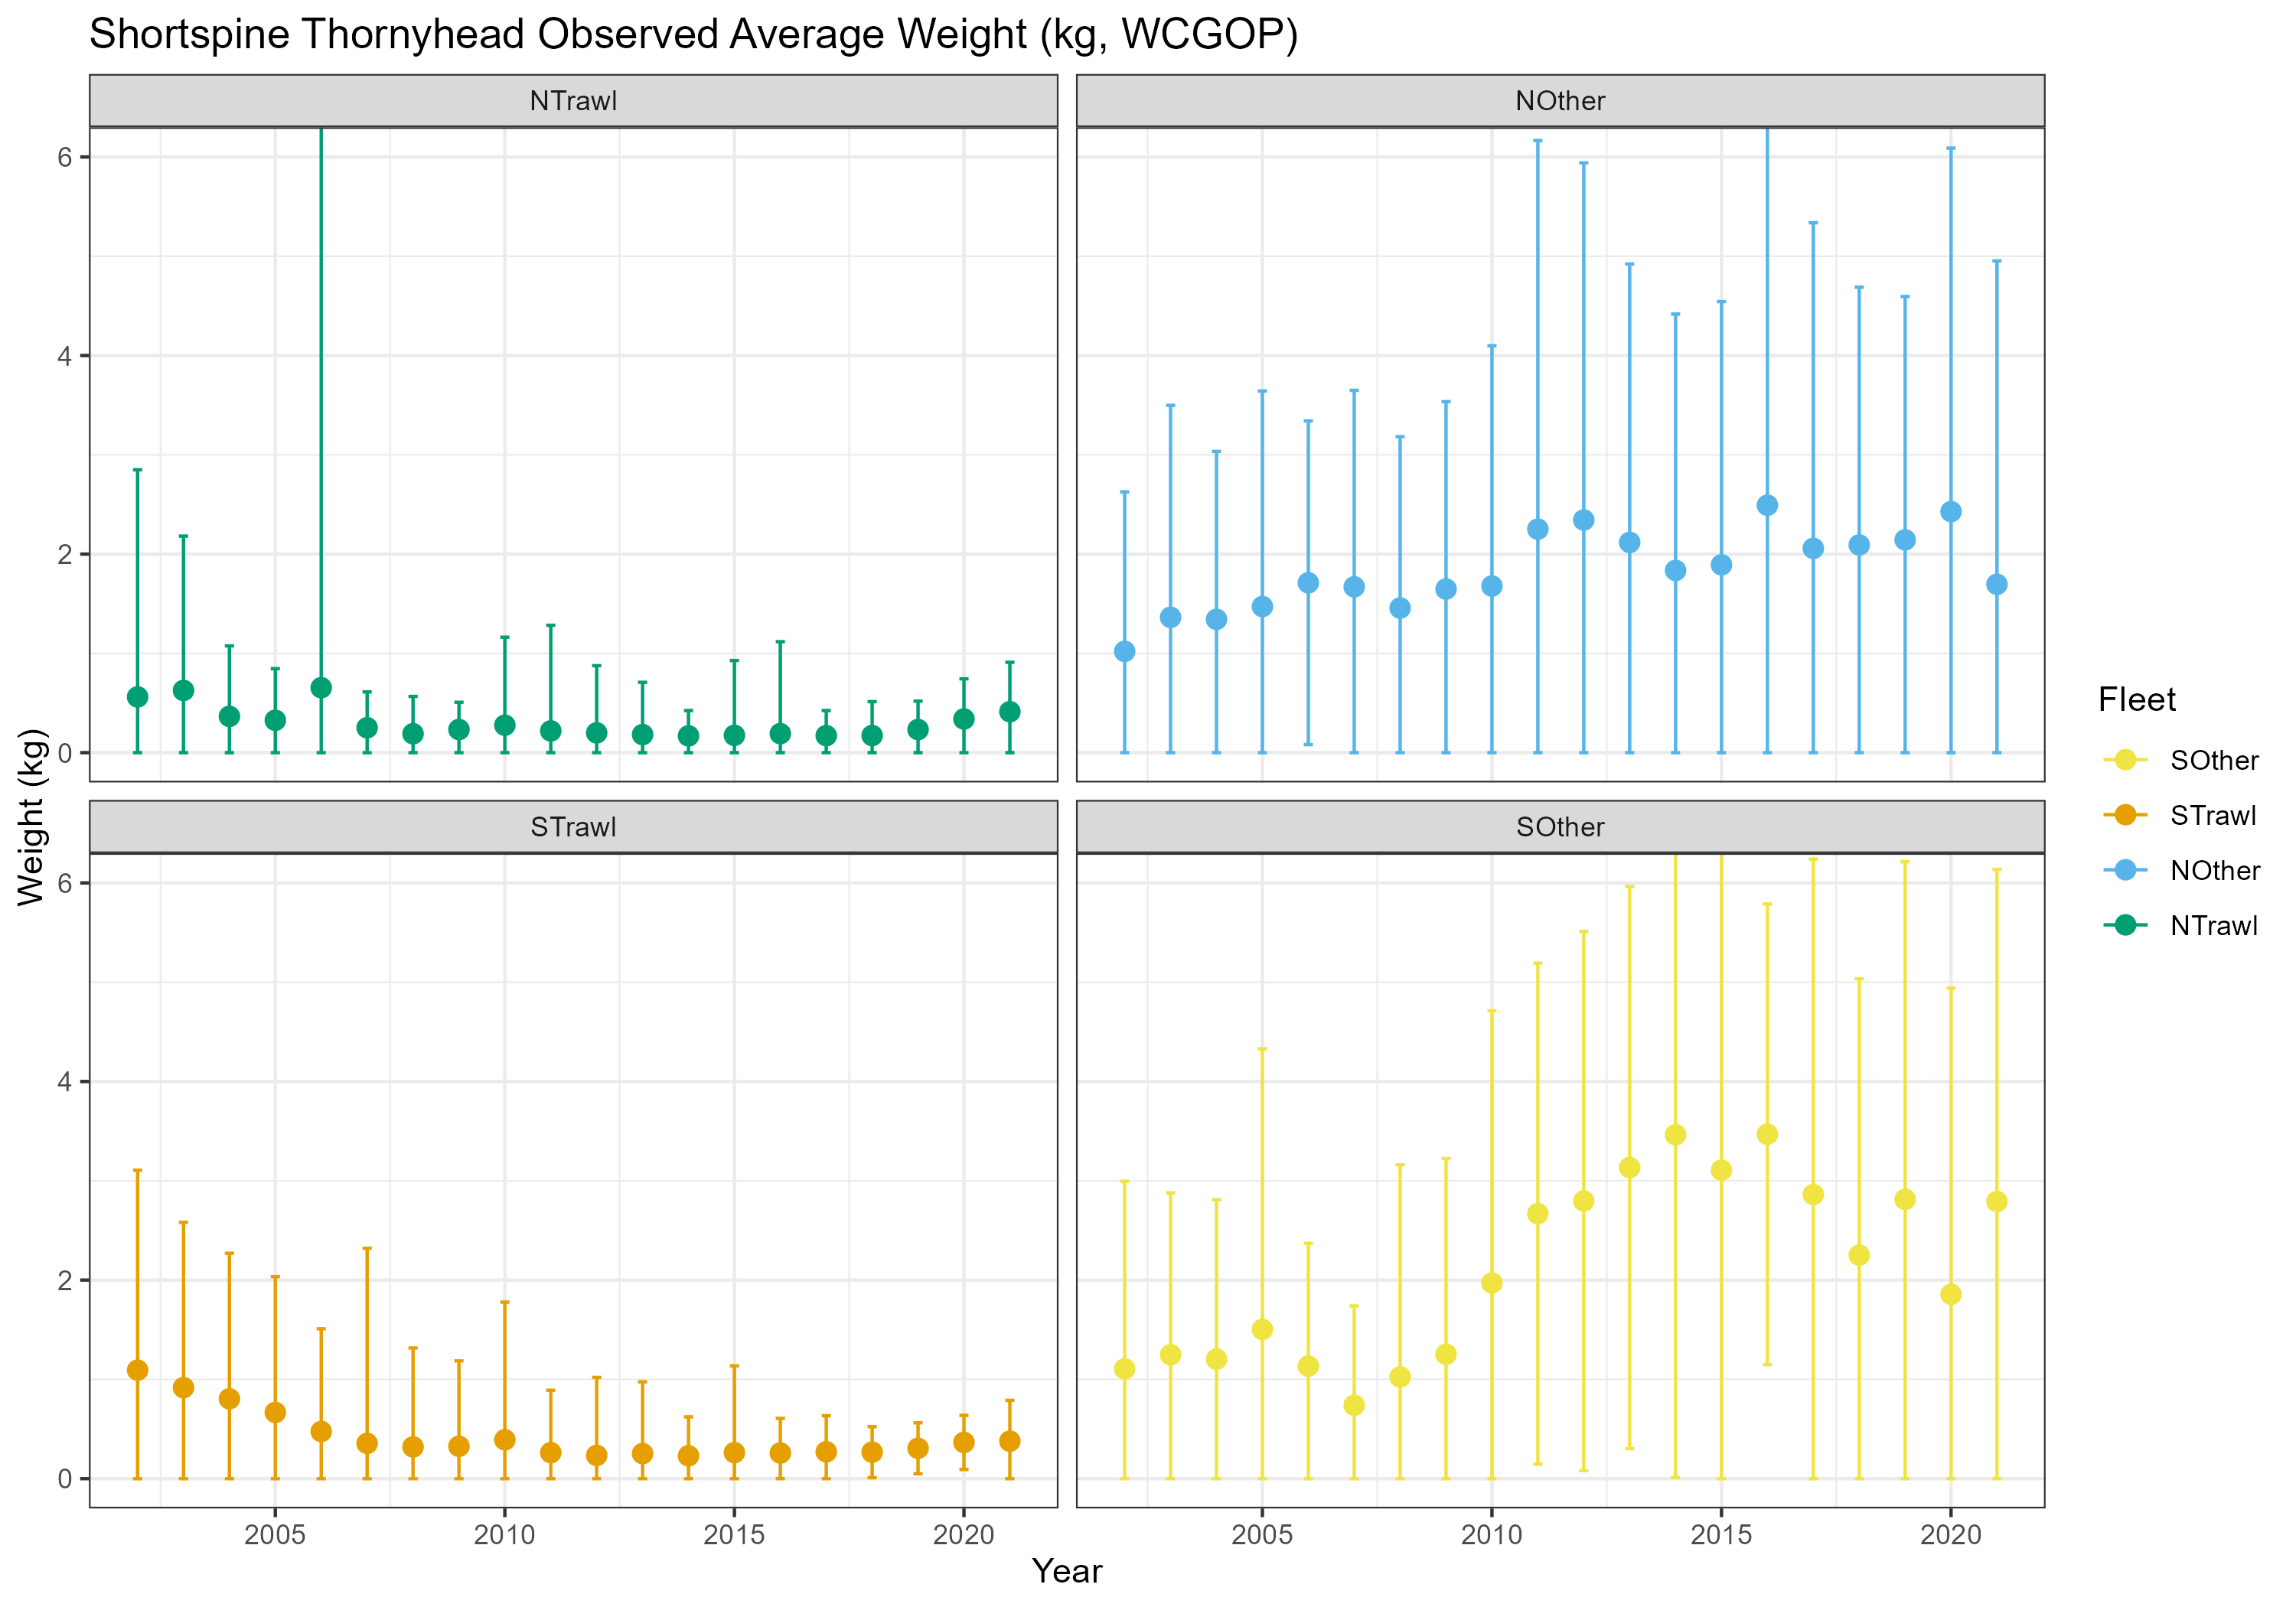 Shortspine Thornyhead Observed Average Weight (kg, WCGOP)
NTrawl
NOther
6
4
2
0
STrawl
SOther
6
4
2
0
2005
2010
2015
2020
2005
2010
2015
2020
Year
Weight (kg)
Fleet
SOther
STrawl
NOther
NTrawl